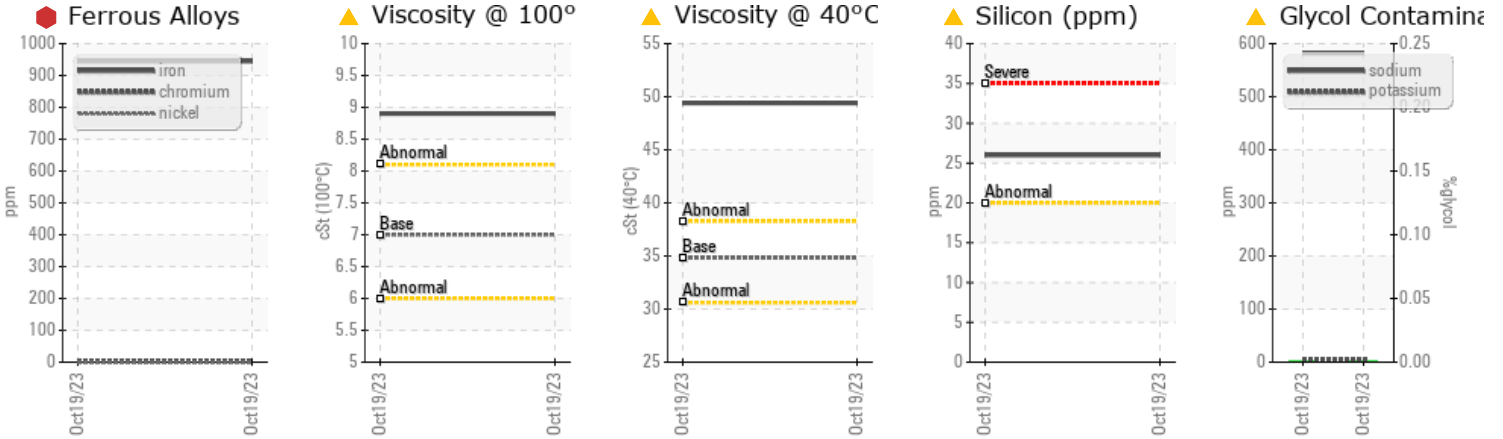 Ferrous Alloys
1000
900
800
700
600
500
400
300
200
100
0
ppm
iron
chromium
nickel
Oct19/23
Oct19/23
Viscosity @ 100°
10
9.5
9
8.5
8
7.5
7
6.5
6
5.5
5
cSt (100°C)
Abnormal
Base
Abnormal
Oct19/23
Oct19/23
Viscosity @ 40°C
55
50
45
40
35
30
25
cSt (40°C)
Abnormal
Base
Abnormal
Oct19/23
Oct19/23
Silicon (ppm)
40
35
30
25
20
15
10
5
0
ppm
Severe
Abnormal
Oct19/23
Oct19/23
Glycol Contamina
600
500
400
300
200
100
0
ppm
sodium
potassium
0.25
0.20
0.15
0.10
0.05
0.00
%glycol
Oct19/23
Oct19/23